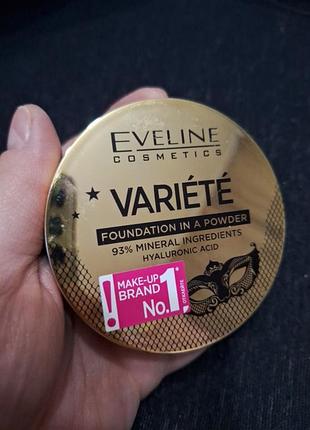 EVELINE
COSMETICS
VARIÉTÉ
FOUNDATION IN A POWDER
93% MINERAL INGREDIENTS
HYALURONIC ACID
! MAKE-UP
BRAND
No.1